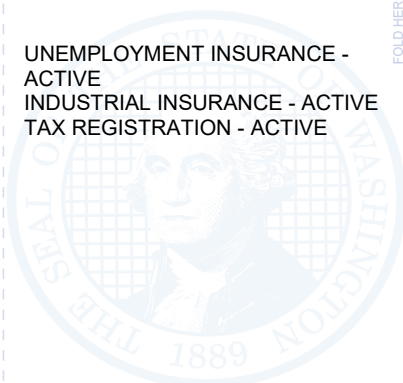 UNEMPLOYMENT INSURANCE -
ACTIVE
INDUSTRIAL INSURANCE - ACTIVE
TAX REGISTRATION - ACTIVE
FOLD HER
THE SEAL OF THE STATE OF WASHINGTON
1889